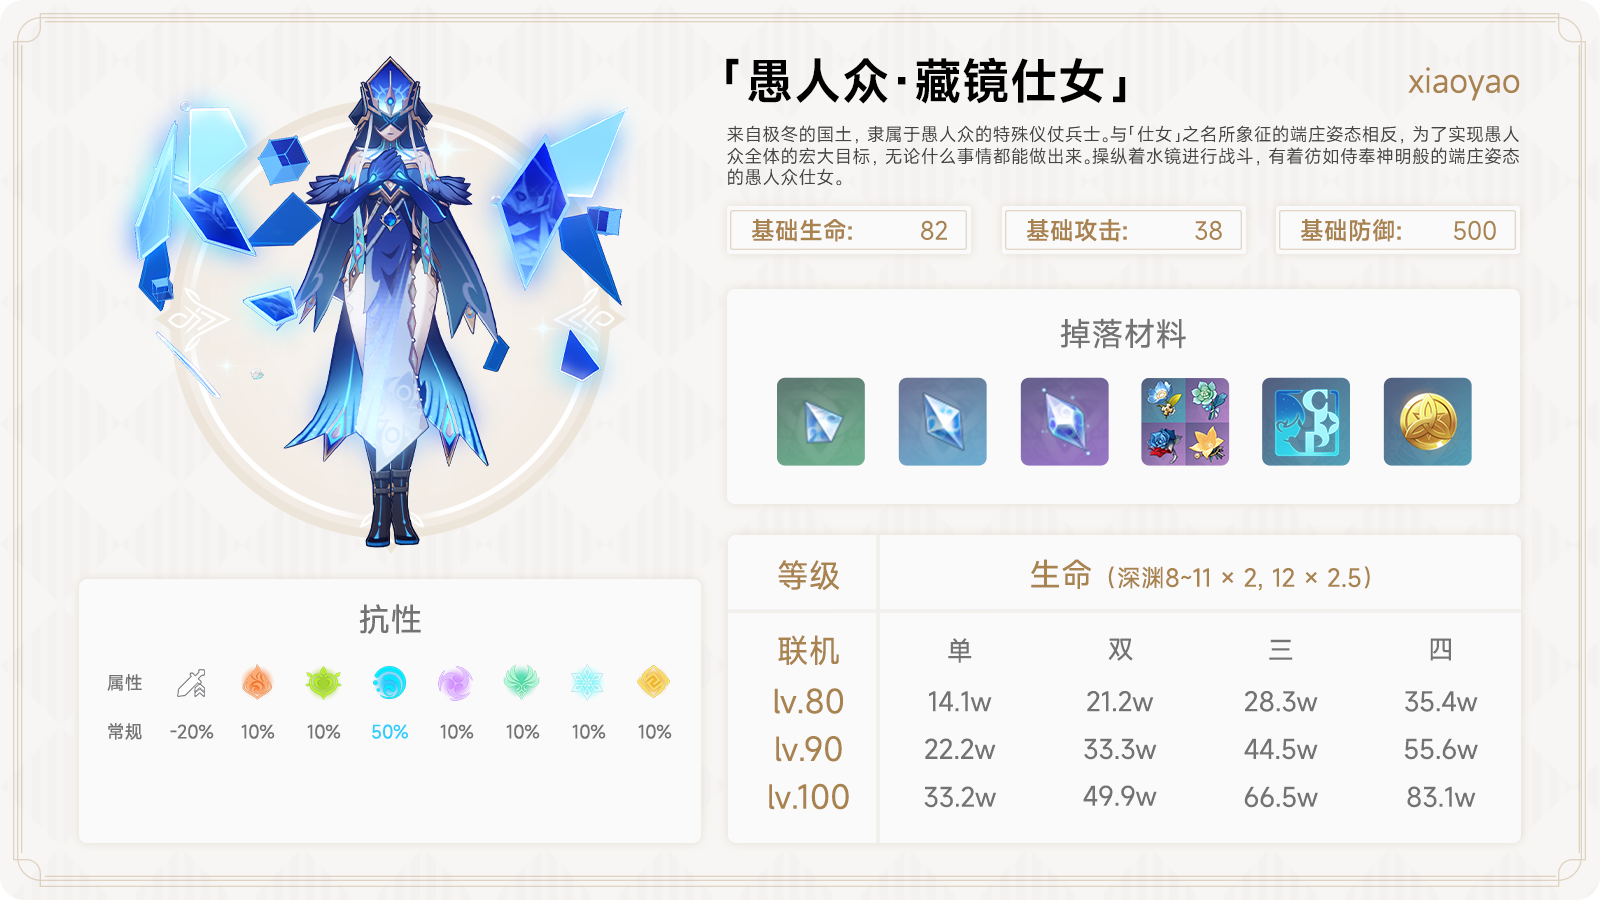 「愚人众·藏镜仕女」
xiaoyao
来自极冬的国土，隶属于愚人众的特殊仪仗兵士。与「仕女」之名所象征的端庄姿态相反，为了实现愚人
众全体的宏大目标，无论什么事情都能做出来。操纵着水镜进行战斗，有着彷如侍奉神明般的端庄姿态
的愚人众仕女。
基础生命: 82
基础攻击: 38
基础防御: 500
掉落材料
抗性
属性
常规 -20% 10% 10% 50% 10% 10% 10% 10%
等级 生命（深渊8~11 × 2, 12 × 2.5）
联机 单 双 三 四
lv.80 14.1w 21.2w 28.3w 35.4w
lv.90 22.2w 33.3w 44.5w 55.6w
lv.100 33.2w 49.9w 66.5w 83.1w